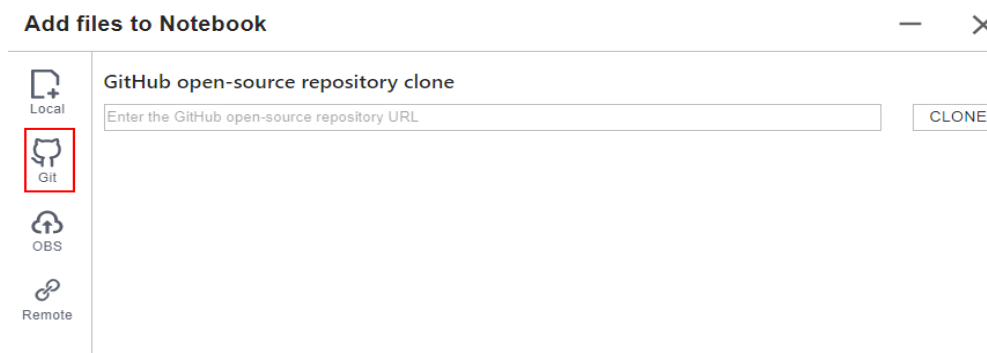 Add files to Notebook
Local
Git
OBS
Remote
GitHub open-source repository clone
Enter the GitHub open-source repository URL
CLONE